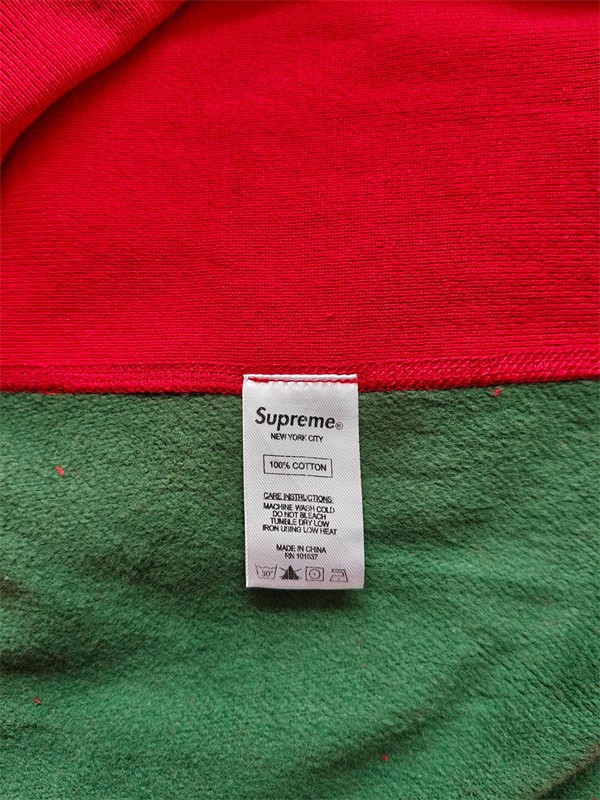 Supreme®
NEW YORK CITY
100% COTTON
CARE INSTRUCTIONS:
MACHINE WASH COLD
DO NOT BLEACH
TUMBLE DRY LOW
IRON USING LOW HEAT
MADE IN CHINA
RN 101837
30°